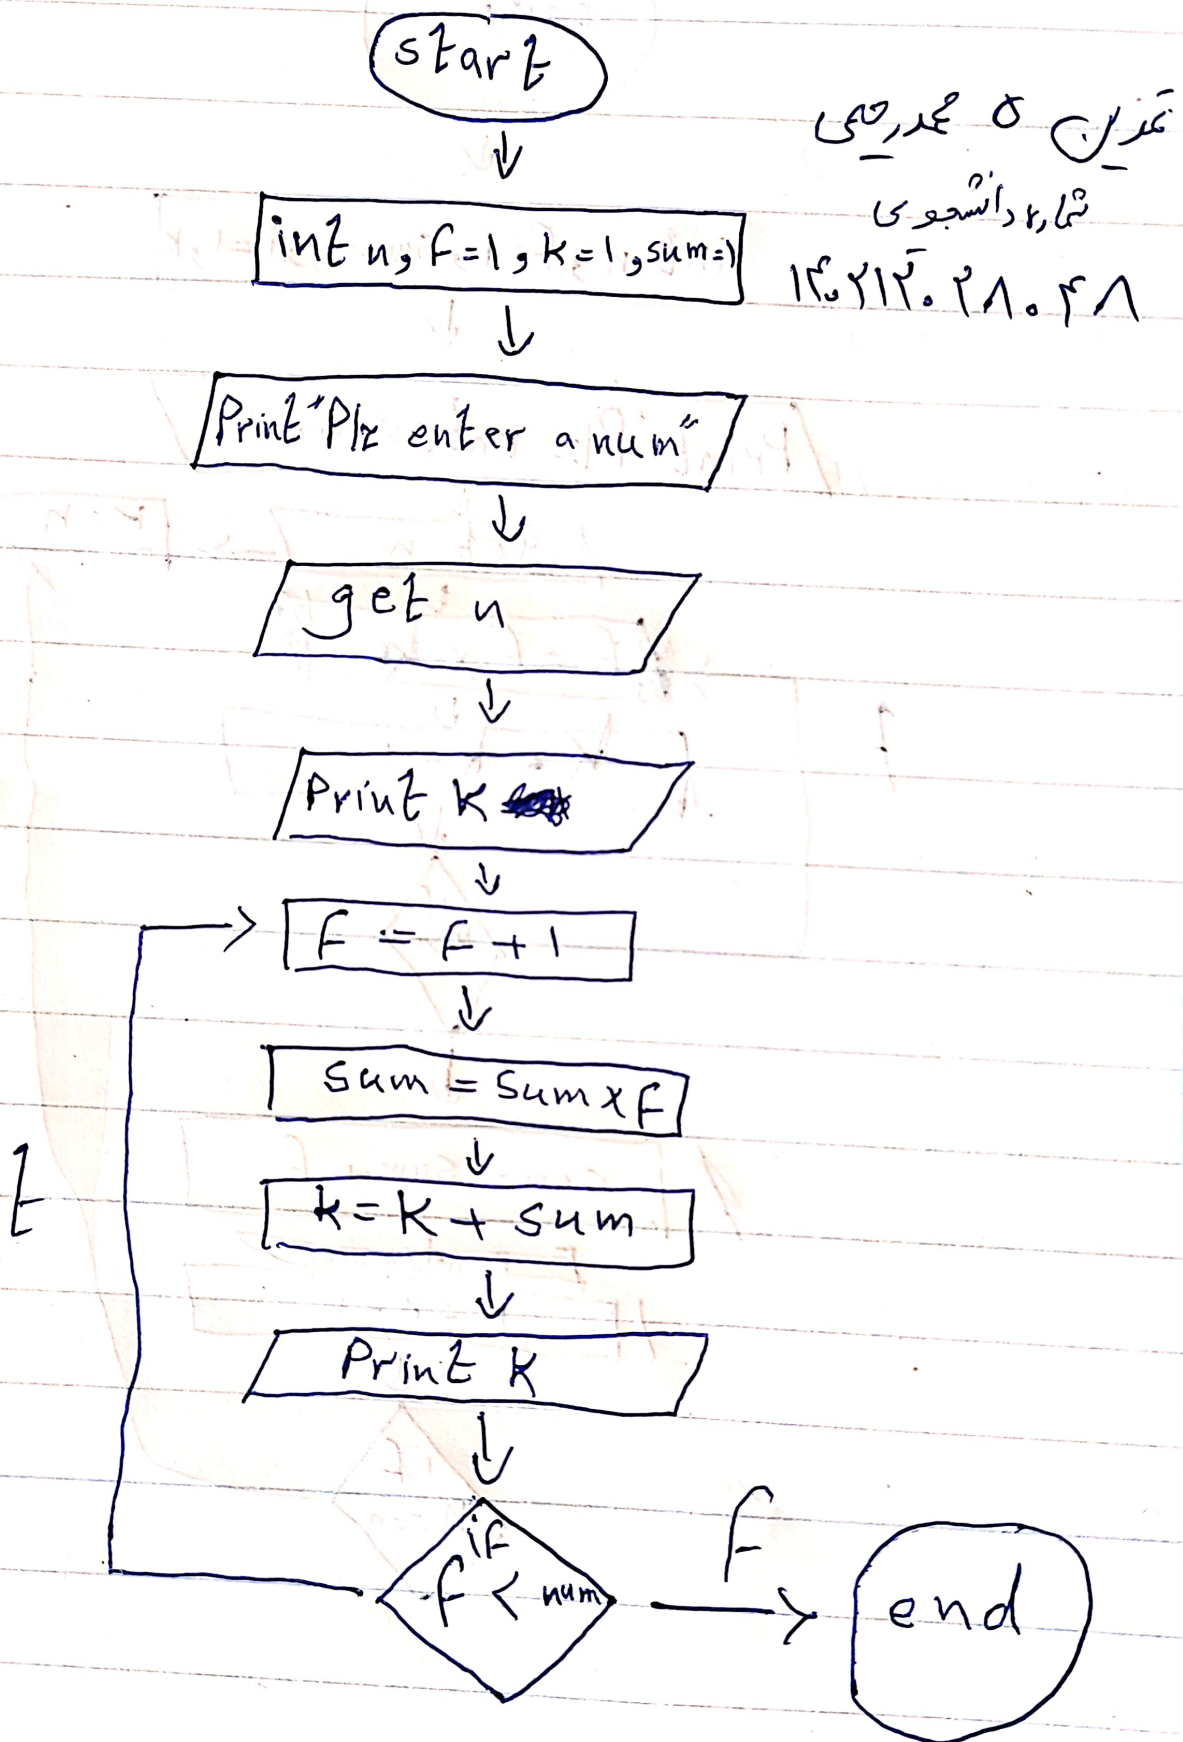 start
تمرین ۵ محمد رحیمی
شماره دانشجوی
int n, f=1, k=1, sum=1
۱۴۰۲۱۲۰۲۸۰۴۸
Print "Plz enter a num"
get n
Print k
f = f + 1
sum = sum x f
k = k + sum
t
Print k
if
f < num
f
end